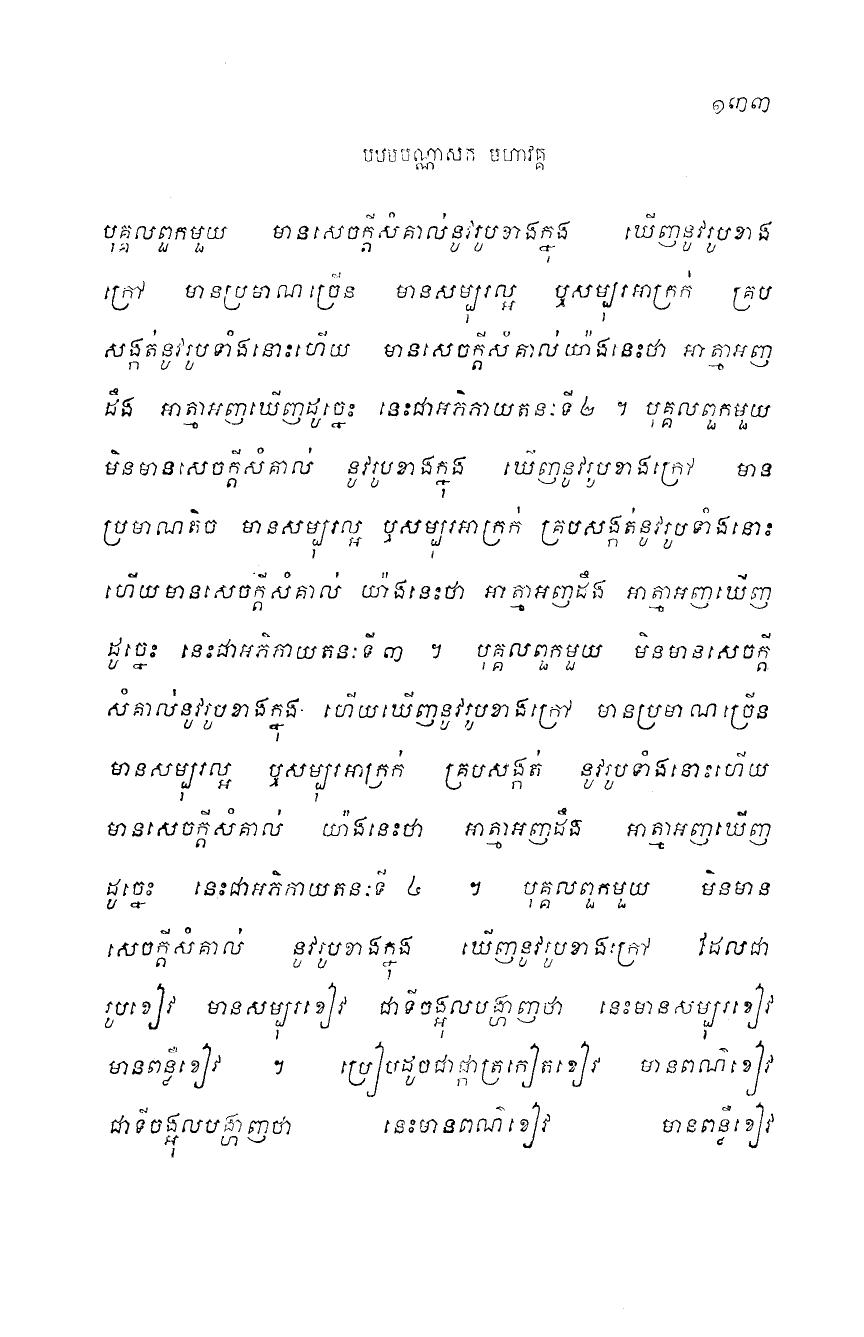 ១៣៣
បឋមបណ្ណាសក មហាវគ្គ
បុគ្គលពួកមួយ មានសេចក្តីសំគាល់នូវរូបខាងក្នុង ឃើញនូវរូបខាង
ក្រៅ មានប្រមាណច្រើន មានសម្បុរល្អ ឬសម្បុរអាក្រក់ គ្រប
សង្កត់នូវរូបទាំងនោះហើយ មានសេចក្តីសំគាល់យ៉ាងនេះថា អាត្មាអញ
ដឹង អាត្មាអញឃើញដូច្នេះ នេះជាអភិភាយតនៈទី២ ។ បុគ្គលពួកមួយ
មិនមានសេចក្តីសំគាល់ នូវរូបខាងក្នុង ឃើញនូវរូបខាងក្រៅ មាន
ប្រមាណតិច មានសម្បុរល្អ ឬសម្បុរអាក្រក់ គ្របសង្កត់នូវរូបទាំងនោះ
ហើយមានសេចក្តីសំគាល់ យ៉ាងនេះថា អាត្មាអញដឹង អាត្មាអញឃើញ
ដូច្នេះ នេះជាអភិភាយតនៈទី៣ ។ បុគ្គលពួកមួយ មិនមានសេចក្តី
សំគាល់នូវរូបខាងក្នុង ហើយឃើញនូវរូបខាងក្រៅ មានប្រមាណច្រើន
មានសម្បុរល្អ ឬសម្បុរអាក្រក់ គ្របសង្កត់ នូវរូបទាំងនោះហើយ
មានសេចក្តីសំគាល់ យ៉ាងនេះថា អាត្មាអញដឹង អាត្មាអញឃើញ
ដូច្នេះ នេះជាអភិភាយតនៈទី ៤ ។ បុគ្គលពួកមួយ មិនមាន
សេចក្តីសំគាល់ នូវរូបខាងក្នុង ឃើញនូវរូបខាងក្រៅ ដែលជា
រូបខៀវ មានសម្បុរខៀវ ជាទីចង្អុលបង្ហាញថា នេះមានសម្បុរខៀវ
មានពន្លឺខៀវ ។ ប្រៀបដូចជាផ្កាត្រកៀតខៀវ មានពណ៌ខៀវ
ជាទីចង្អុលបង្ហាញថា នេះមានពណ៌ខៀវ មានពន្លឺខៀវ